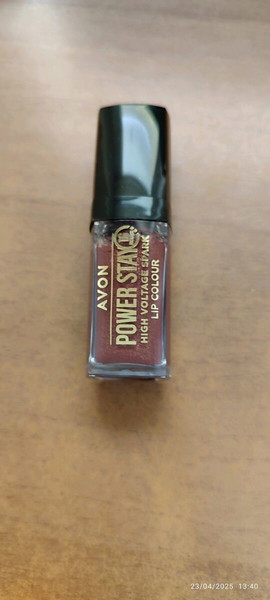 AVON
POWER STAY
HIGH VOLTAGE SPARK
LIP COLOUR
23/04/2025 13:40